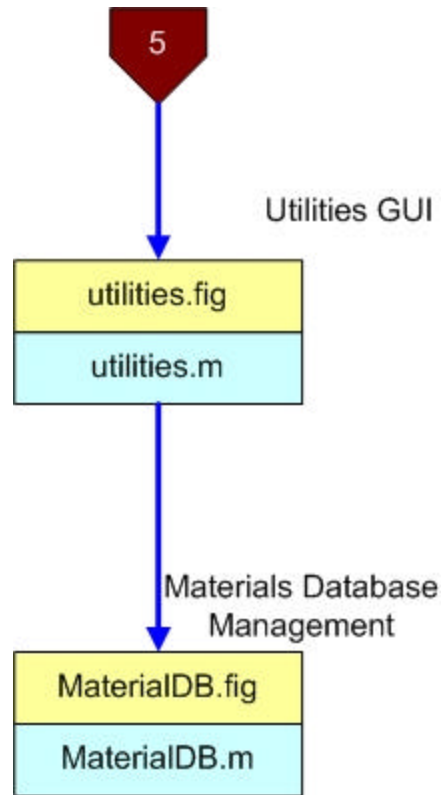 5
Utilities GUI
utilities.fig
utilities.m
Materials Database
Management
MaterialDB.fig
MaterialDB.m